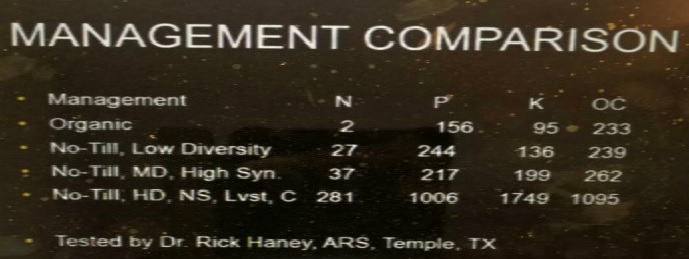 MANAGEMENT COMPARISON
Management N P K OC
Organic 2 156 95 233
No-Till, Low Diversity 27 244 136 239
No-Till, MD, High Syn. 37 217 199 262
No-Till, HD, NS, Lvst, C 281 1006 1749 1095
Tested by Dr. Rick Haney, ARS, Temple, TX